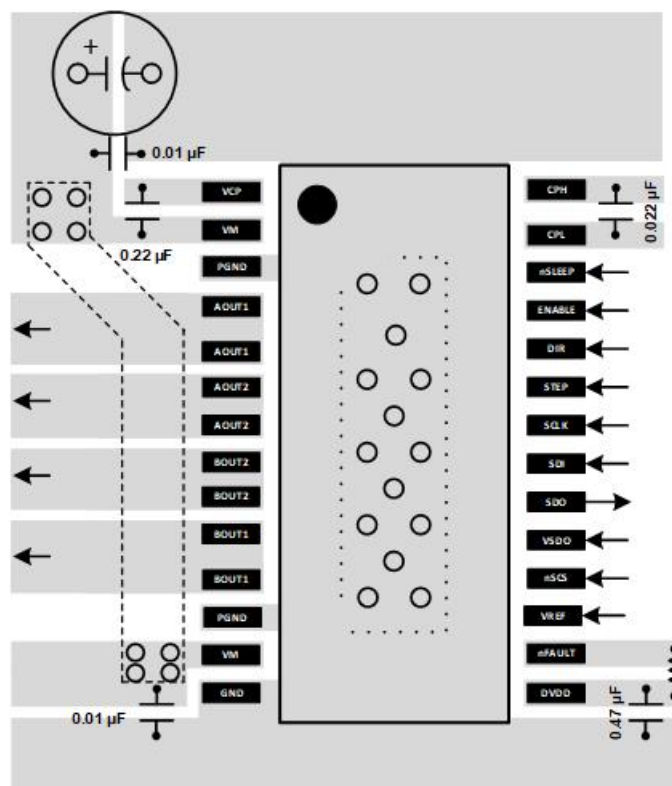 +
0.01 µF
VCP
CPH
0.022 µF
0.22 µF
VM
CPL
PGND
nSLEEP
AOUT1
ENABLE
AOUT1
DIR
AOUT2
STEP
AOUT2
SCLK
BOUT2
SDI
BOUT2
SDO
BOUT1
VSDO
BOUT1
nSCS
PGND
VREF
VM
nFAULT
GND
DVDD
0.01 µF
0.47 µF